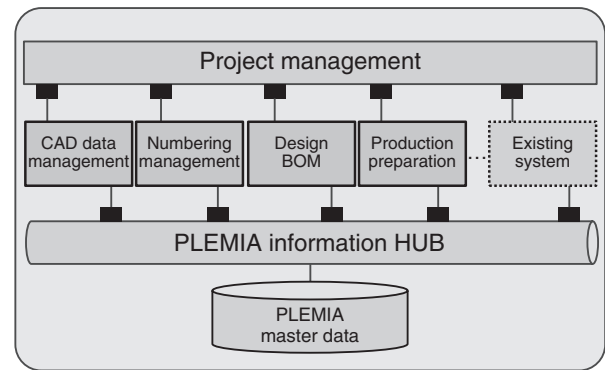 Project management
CAD data
management
Numbering
management
Design
BOM
Production
preparation
Existing
system
PLEMIA information HUB
PLEMIA
master data